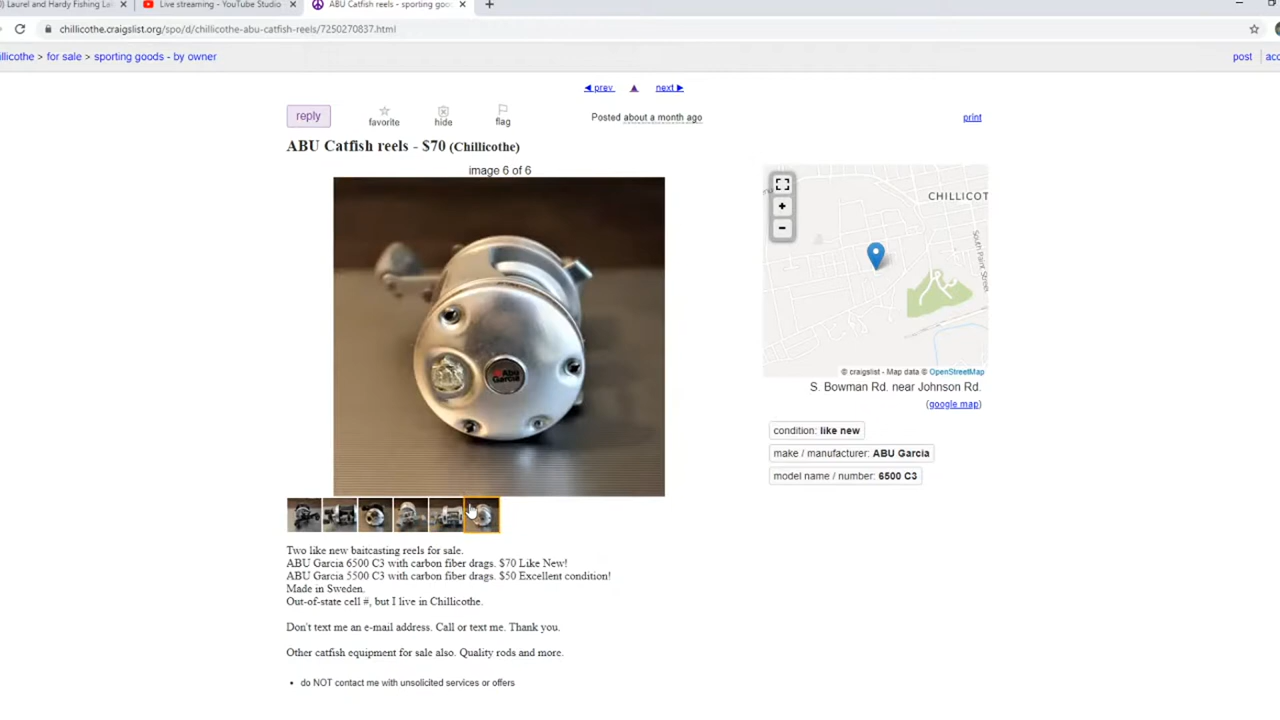 ) Laurel and Hardy Fishing La
Live streaming - YouTube Studio
ABU Catfish reels - sporting goo
chillicothe.craigslist.org/spo/d/chillicothe-abu-catfish-reels/7250270837.html
illicothe > for sale > sporting goods - by owner
post
acc
◀ prev ▲ next ▶
reply
favorite
hide
flag
Posted about a month ago
print
ABU Catfish reels - $70 (Chillicothe)
image 6 of 6
Abu Garcia
CHILLICOT
South Paint Street
© craigslist - Map data © OpenStreetMap
S. Bowman Rd. near Johnson Rd.
(google map)
condition: like new
make / manufacturer: ABU Garcia
model name / number: 6500 C3
Two like new baitcasting reels for sale.
ABU Garcia 6500 C3 with carbon fiber drags. $70 Like New!
ABU Garcia 5500 C3 with carbon fiber drags. $50 Excellent condition!
Made in Sweden.
Out-of-state cell #, but I live in Chillicothe.
Don't text me an e-mail address. Call or text me. Thank you.
Other catfish equipment for sale also. Quality rods and more.
• do NOT contact me with unsolicited services or offers